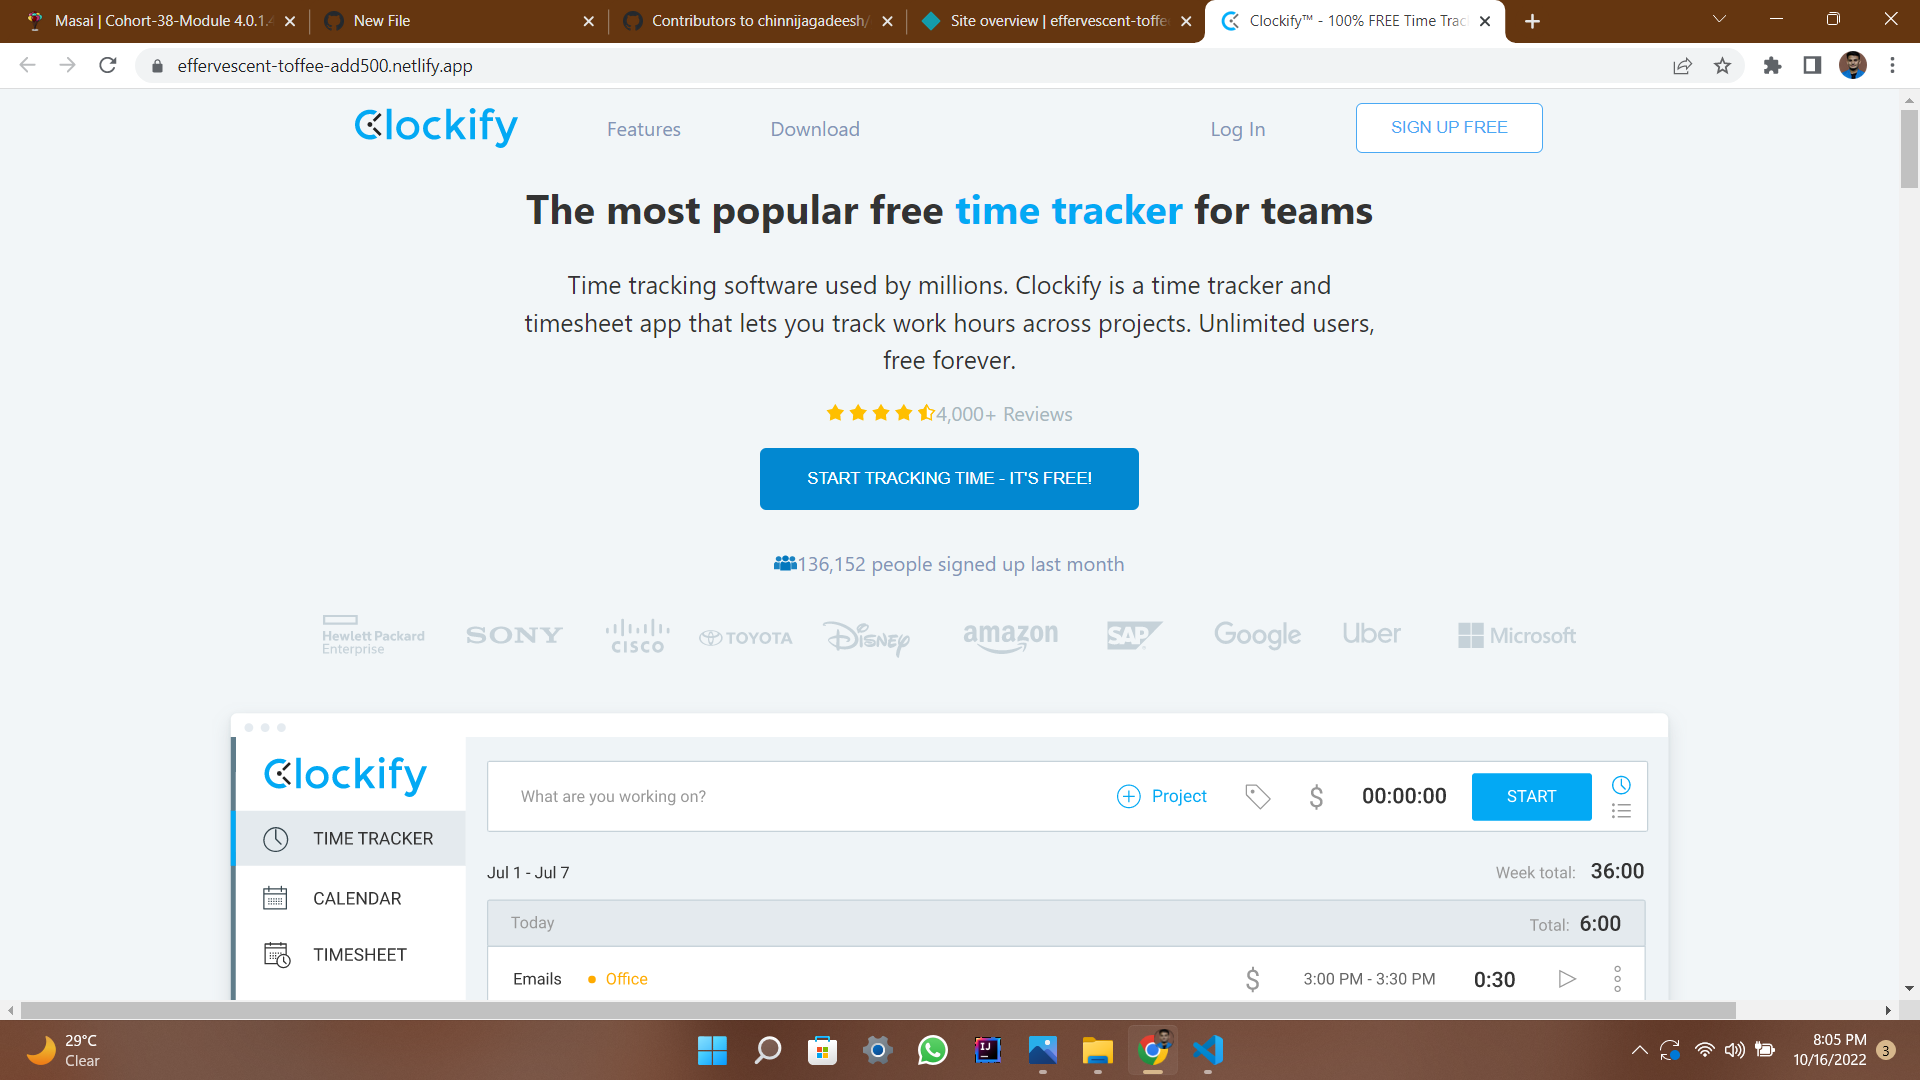 Masai | Cohort-38-Module 4.0.1.4
New File
Contributors to chinnijagadeesh/
Site overview | effervescent-toffe
Clockify™ - 100% FREE Time Trac
effervescent-toffee-add500.netlify.app
Clockify
Features
Download
Log In
SIGN UP FREE
The most popular free time tracker for teams
Time tracking software used by millions. Clockify is a time tracker and
timesheet app that lets you track work hours across projects. Unlimited users,
free forever.
4,000+ Reviews
START TRACKING TIME - IT'S FREE!
136,152 people signed up last month
Hewlett Packard
Enterprise
SONY
CISCO
TOYOTA
Disney
amazon
SAP
Google
Uber
Microsoft
Clockify
What are you working on?
Project
$
00:00:00
START
TIME TRACKER
Jul 1 - Jul 7
Week total: 36:00
CALENDAR
Today
Total: 6:00
TIMESHEET
Emails
Office
$
3:00 PM - 3:30 PM
0:30
29°C
Clear
IJ
8:05 PM
10/16/2022
3